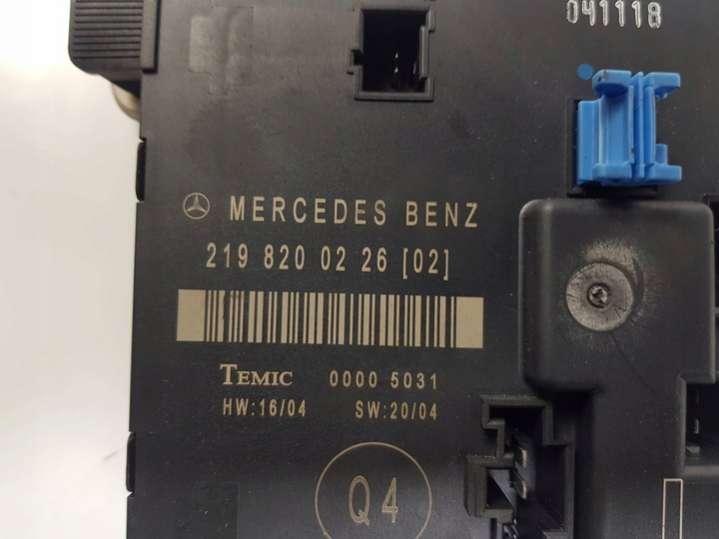 041118
MERCEDES BENZ
219 820 02 26 [02]
TEMIC 0000 5031
HW:16/04 SW:20/04
Q4